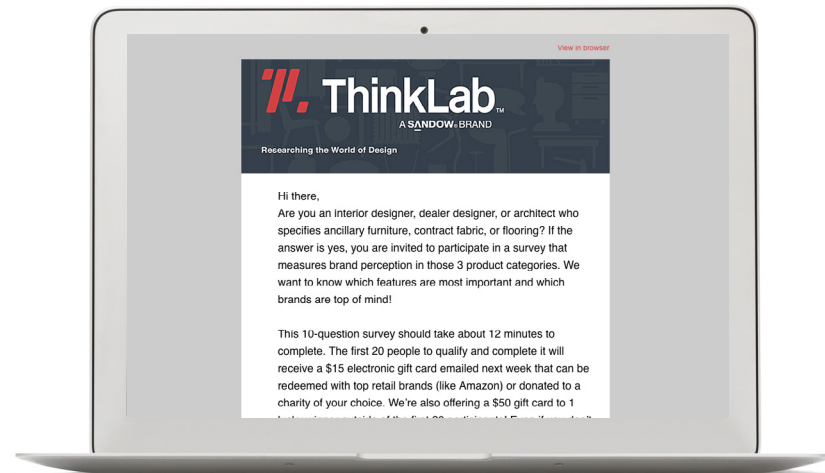 View in browser
ThinkLab™
A SANDOW® BRAND
Researching the World of Design
Hi there,
Are you an interior designer, dealer designer, or architect who
specifies ancillary furniture, contract fabric, or flooring? If the
answer is yes, you are invited to participate in a survey that
measures brand perception in those 3 product categories. We
want to know which features are most important and which
brands are top of mind!
This 10-question survey should take about 12 minutes to
complete. The first 20 people to qualify and complete it will
receive a $15 electronic gift card emailed next week that can be
redeemed with top retail brands (like Amazon) or donated to a
charity of your choice. We’re also offering a $50 gift card to 1